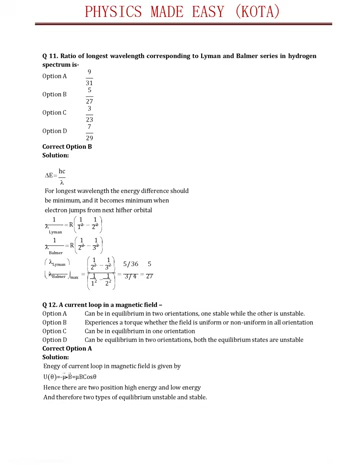 PHYSICS MADE EASY (KOTA)
Q 11. Ratio of longest wavelength corresponding to Lyman and Balmer series in hydrogen
spectrum is-
Option A 9/31
Option B 5/27
Option C 3/23
Option D 7/29
Correct Option B
Solution:
ΔE= hc/λ
For longest wavelength the energy difference should
be minimum, and it becomes minimum when
electron jumps from next hifher orbital
1/λ Lyman = R(1/1² − 1/2²)
1/λ Balmer = R(1/2² − 1/3²)
(λLyman/λBalmer)max = (1/2² − 1/3²)/(1/1² − 1/2²) = 5/36 / 3/4 = 5/27
Q 12. A current loop in a magnetic field –
Option A Can be in equilibrium in two orientations, one stable while the other is unstable.
Option B Experiences a torque whether the field is uniform or non-uniform in all orientation
Option C Can be in equilibrium in one orientation
Option D Can be equilibrium in two orientations, both the equilibrium states are unstable
Correct Option A
Solution:
Enegy of current loop in magnetic field is given by
U(θ)=-μ•B=μBCosθ
Hence there are two position high energy and low energy
And therefore two types of equilibrium unstable and stable.